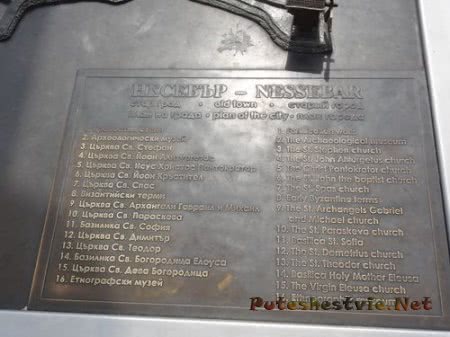 НЕСЕБЪР - NESSEBAR
стар град • old town • старый город
план на града • plan of the city • план города
2. Археологически музей
3. Църква Св. Стефан
4. Църква Св. Йоан Алитургетос
5. Църква Св. Исус Христос Пантократор
6. Църква Св. Йоан Кръстител
7. Църква Св. Спас
8. Византийски терми
9. Църква Св. Архангели Гавраил и Михаил
10. Църква Св. Параскева
11. Базилика Св. София
12. Църква Св. Димитър
13. Църква Св. Теодор
14. Базилика Св. Богородица Елеуса
15. Църква Св. Дева Богородица
16. Етнографски музей
1.
2. The Archaeological museum
3. The St. Stephen church
4. The St. John Aliturgetus church
5. The Christ Pantokrator church
6. The St. John the Baptist church
7. The St. Spas church
8. The Byzantine terms
9. The St. Archangels Gabriel
and Michael church
10. The St. Paraskeva church
11. Basilica St. Sofia
12. The St. Demetrius church
13. The St. Theodor church
14. Basilica Holy Mother Eleusa
15. The Virgin Eleusa church
16.
Puteshestvie.Net